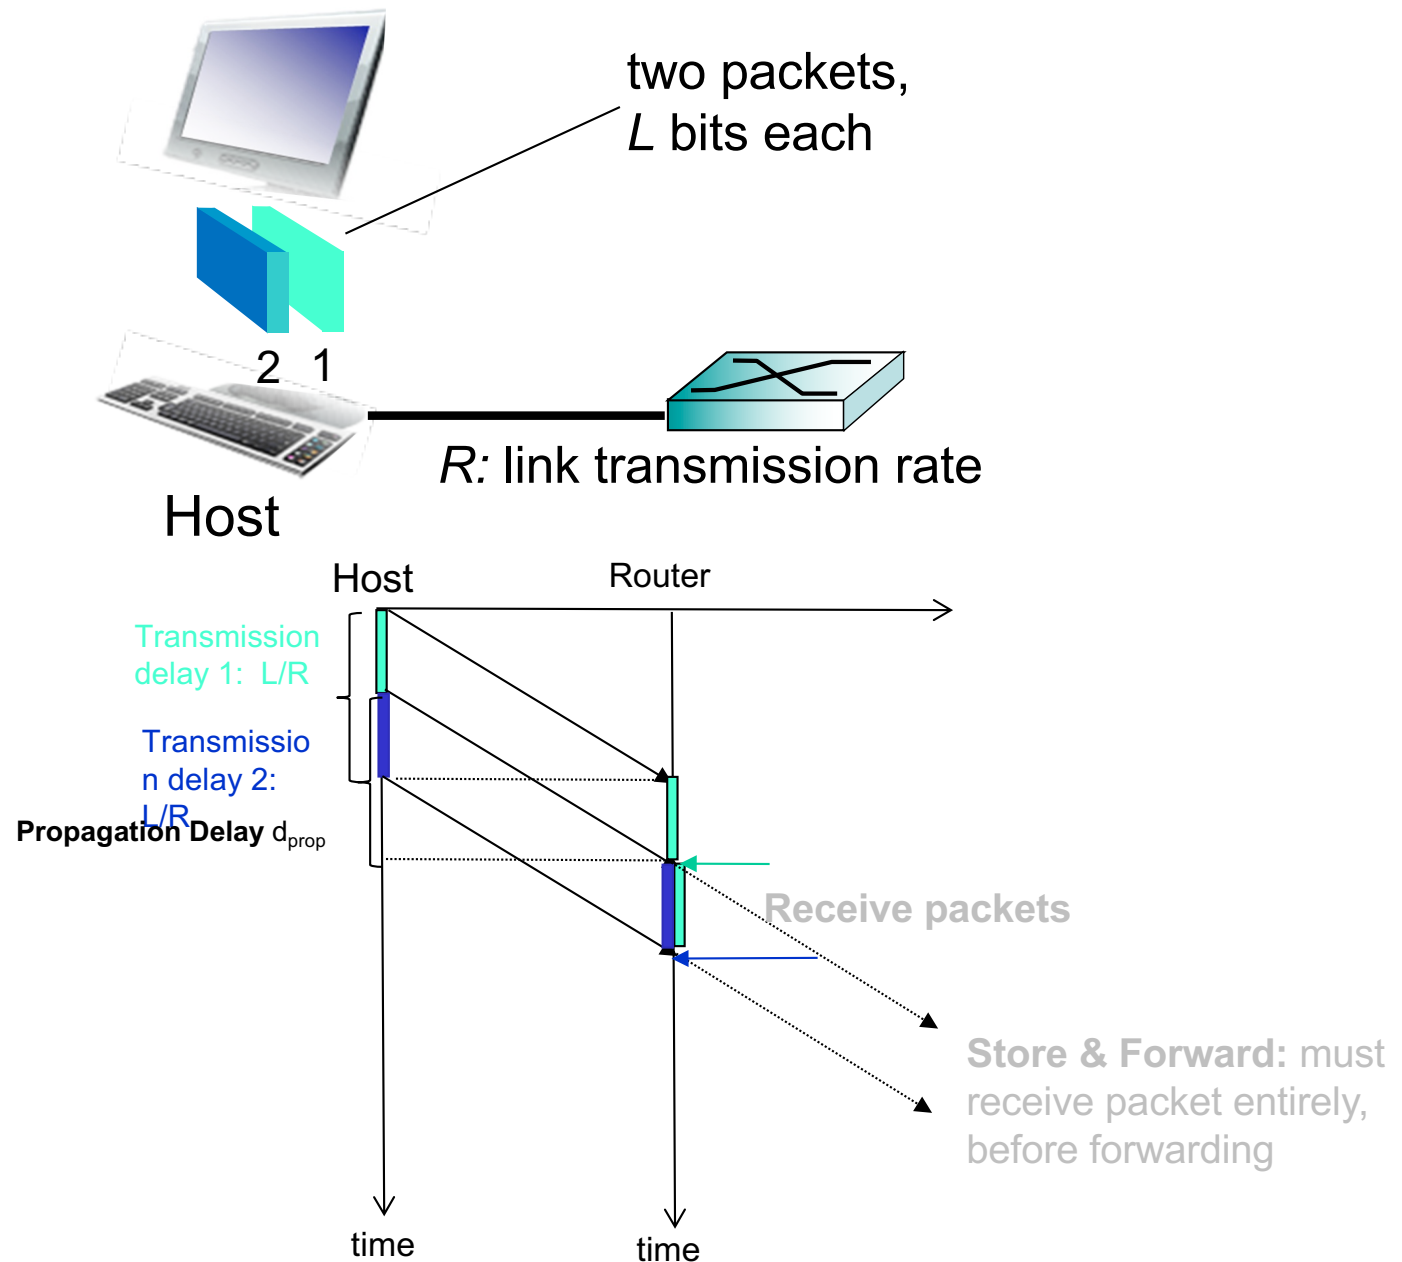 two packets,
L bits each
2 1
R: link transmission rate
Host
Host
Router
Transmission
delay 1: L/R
Transmissio
n delay 2:
L/R
Propagation Delay dprop
Receive packets
Store & Forward: must
receive packet entirely,
before forwarding
time
time